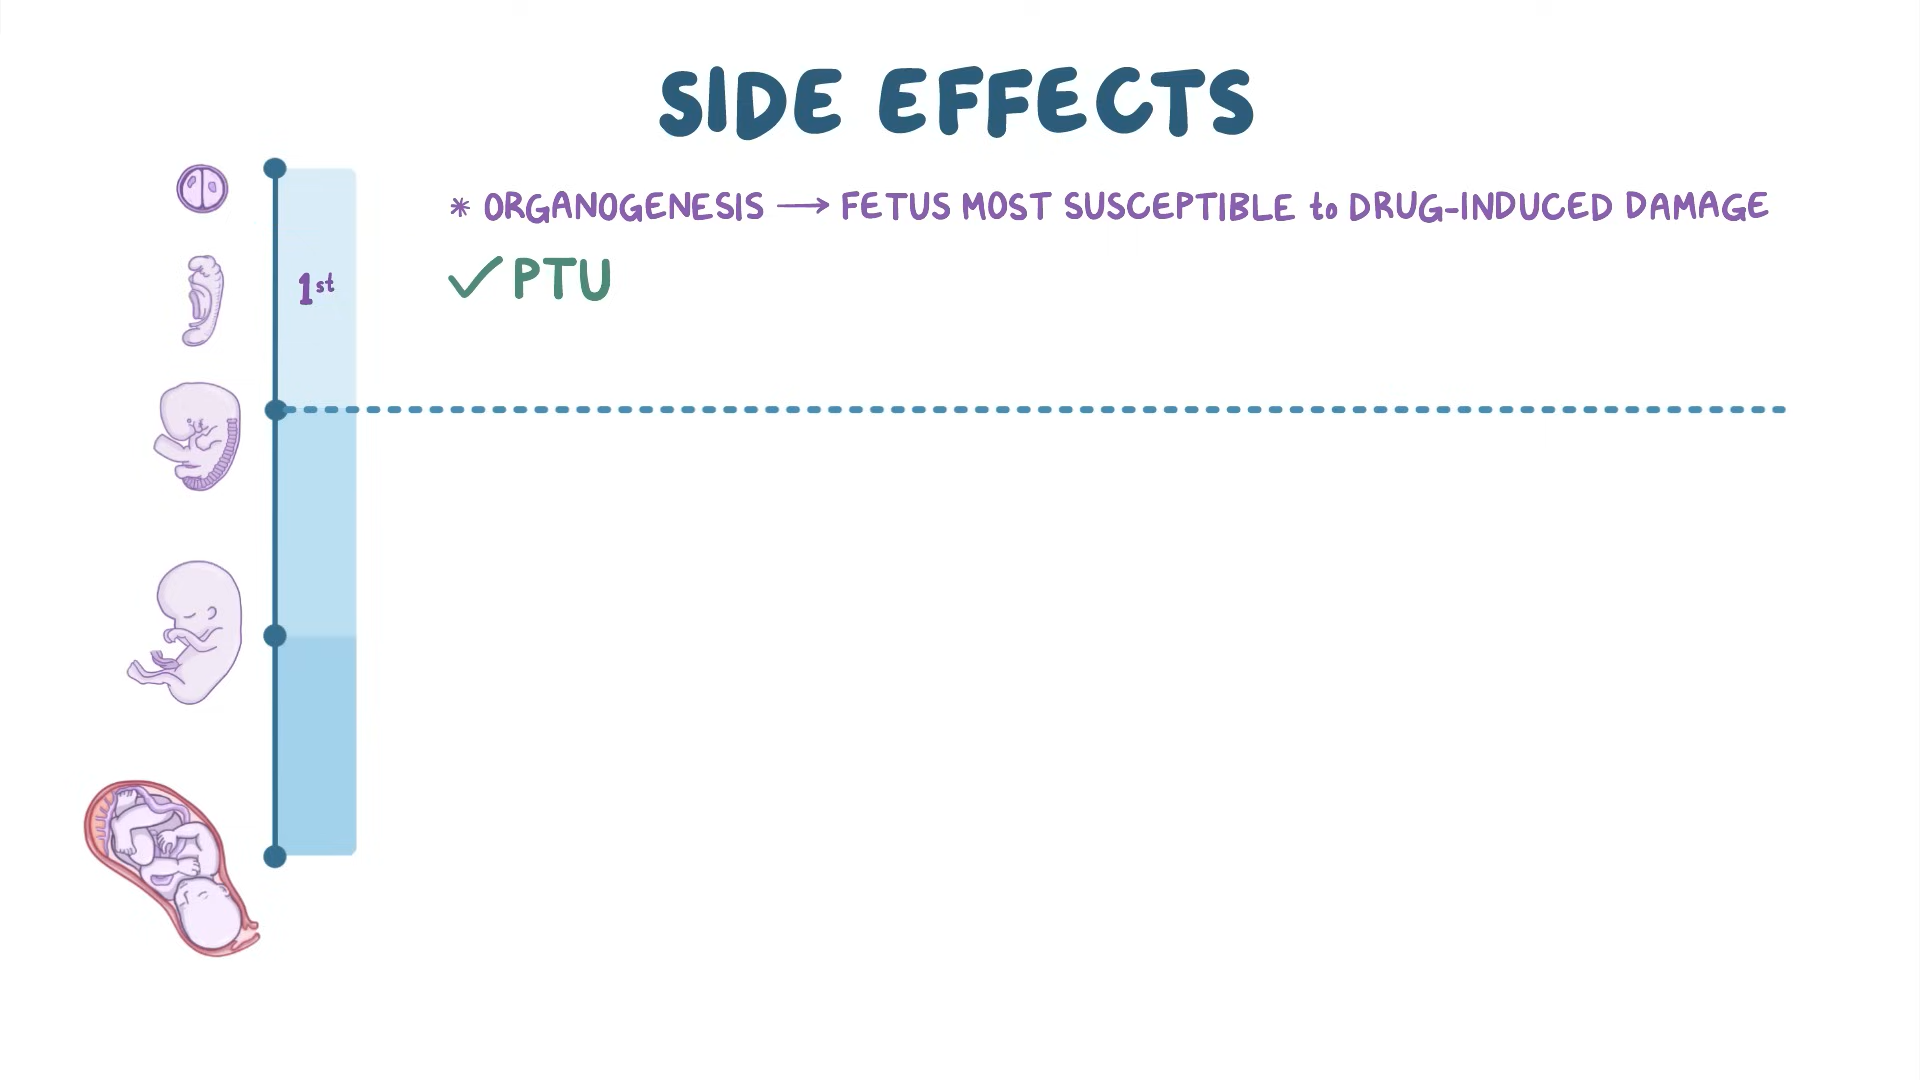 SIDE EFFECTS
* ORGANOGENESIS → FETUS MOST SUSCEPTIBLE to DRUG-INDUCED DAMAGE
✓ PTU
1st